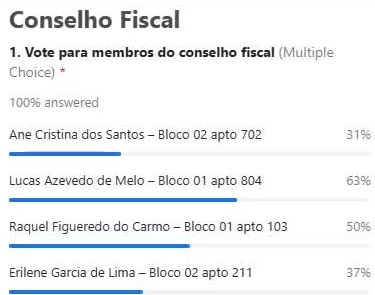 Conselho Fiscal
1. Vote para membros do conselho fiscal (Multiple
Choice) *
100% answered
Ane Cristina dos Santos – Bloco 02 apto 702 31%
Lucas Azevedo de Melo – Bloco 01 apto 804 63%
Raquel Figueredo do Carmo – Bloco 01 apto 103 50%
Erilene Garcia de Lima – Bloco 02 apto 211 37%